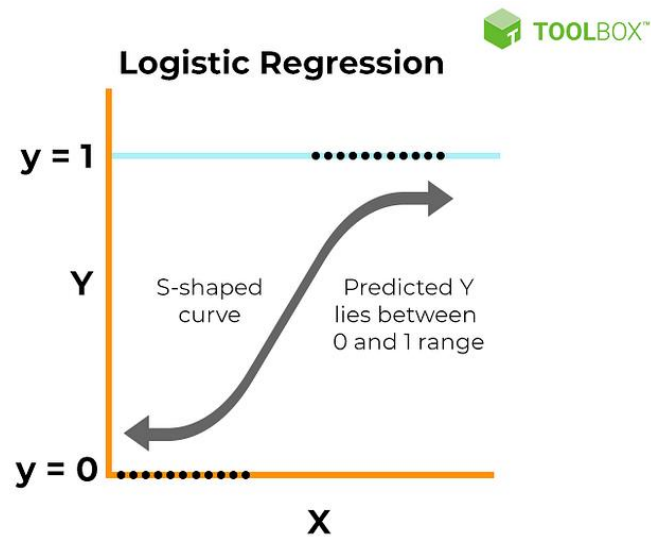 TOOLBOX™
Logistic Regression
y = 1
Y
S-shaped
curve
Predicted Y
lies between
0 and 1 range
y = 0
X